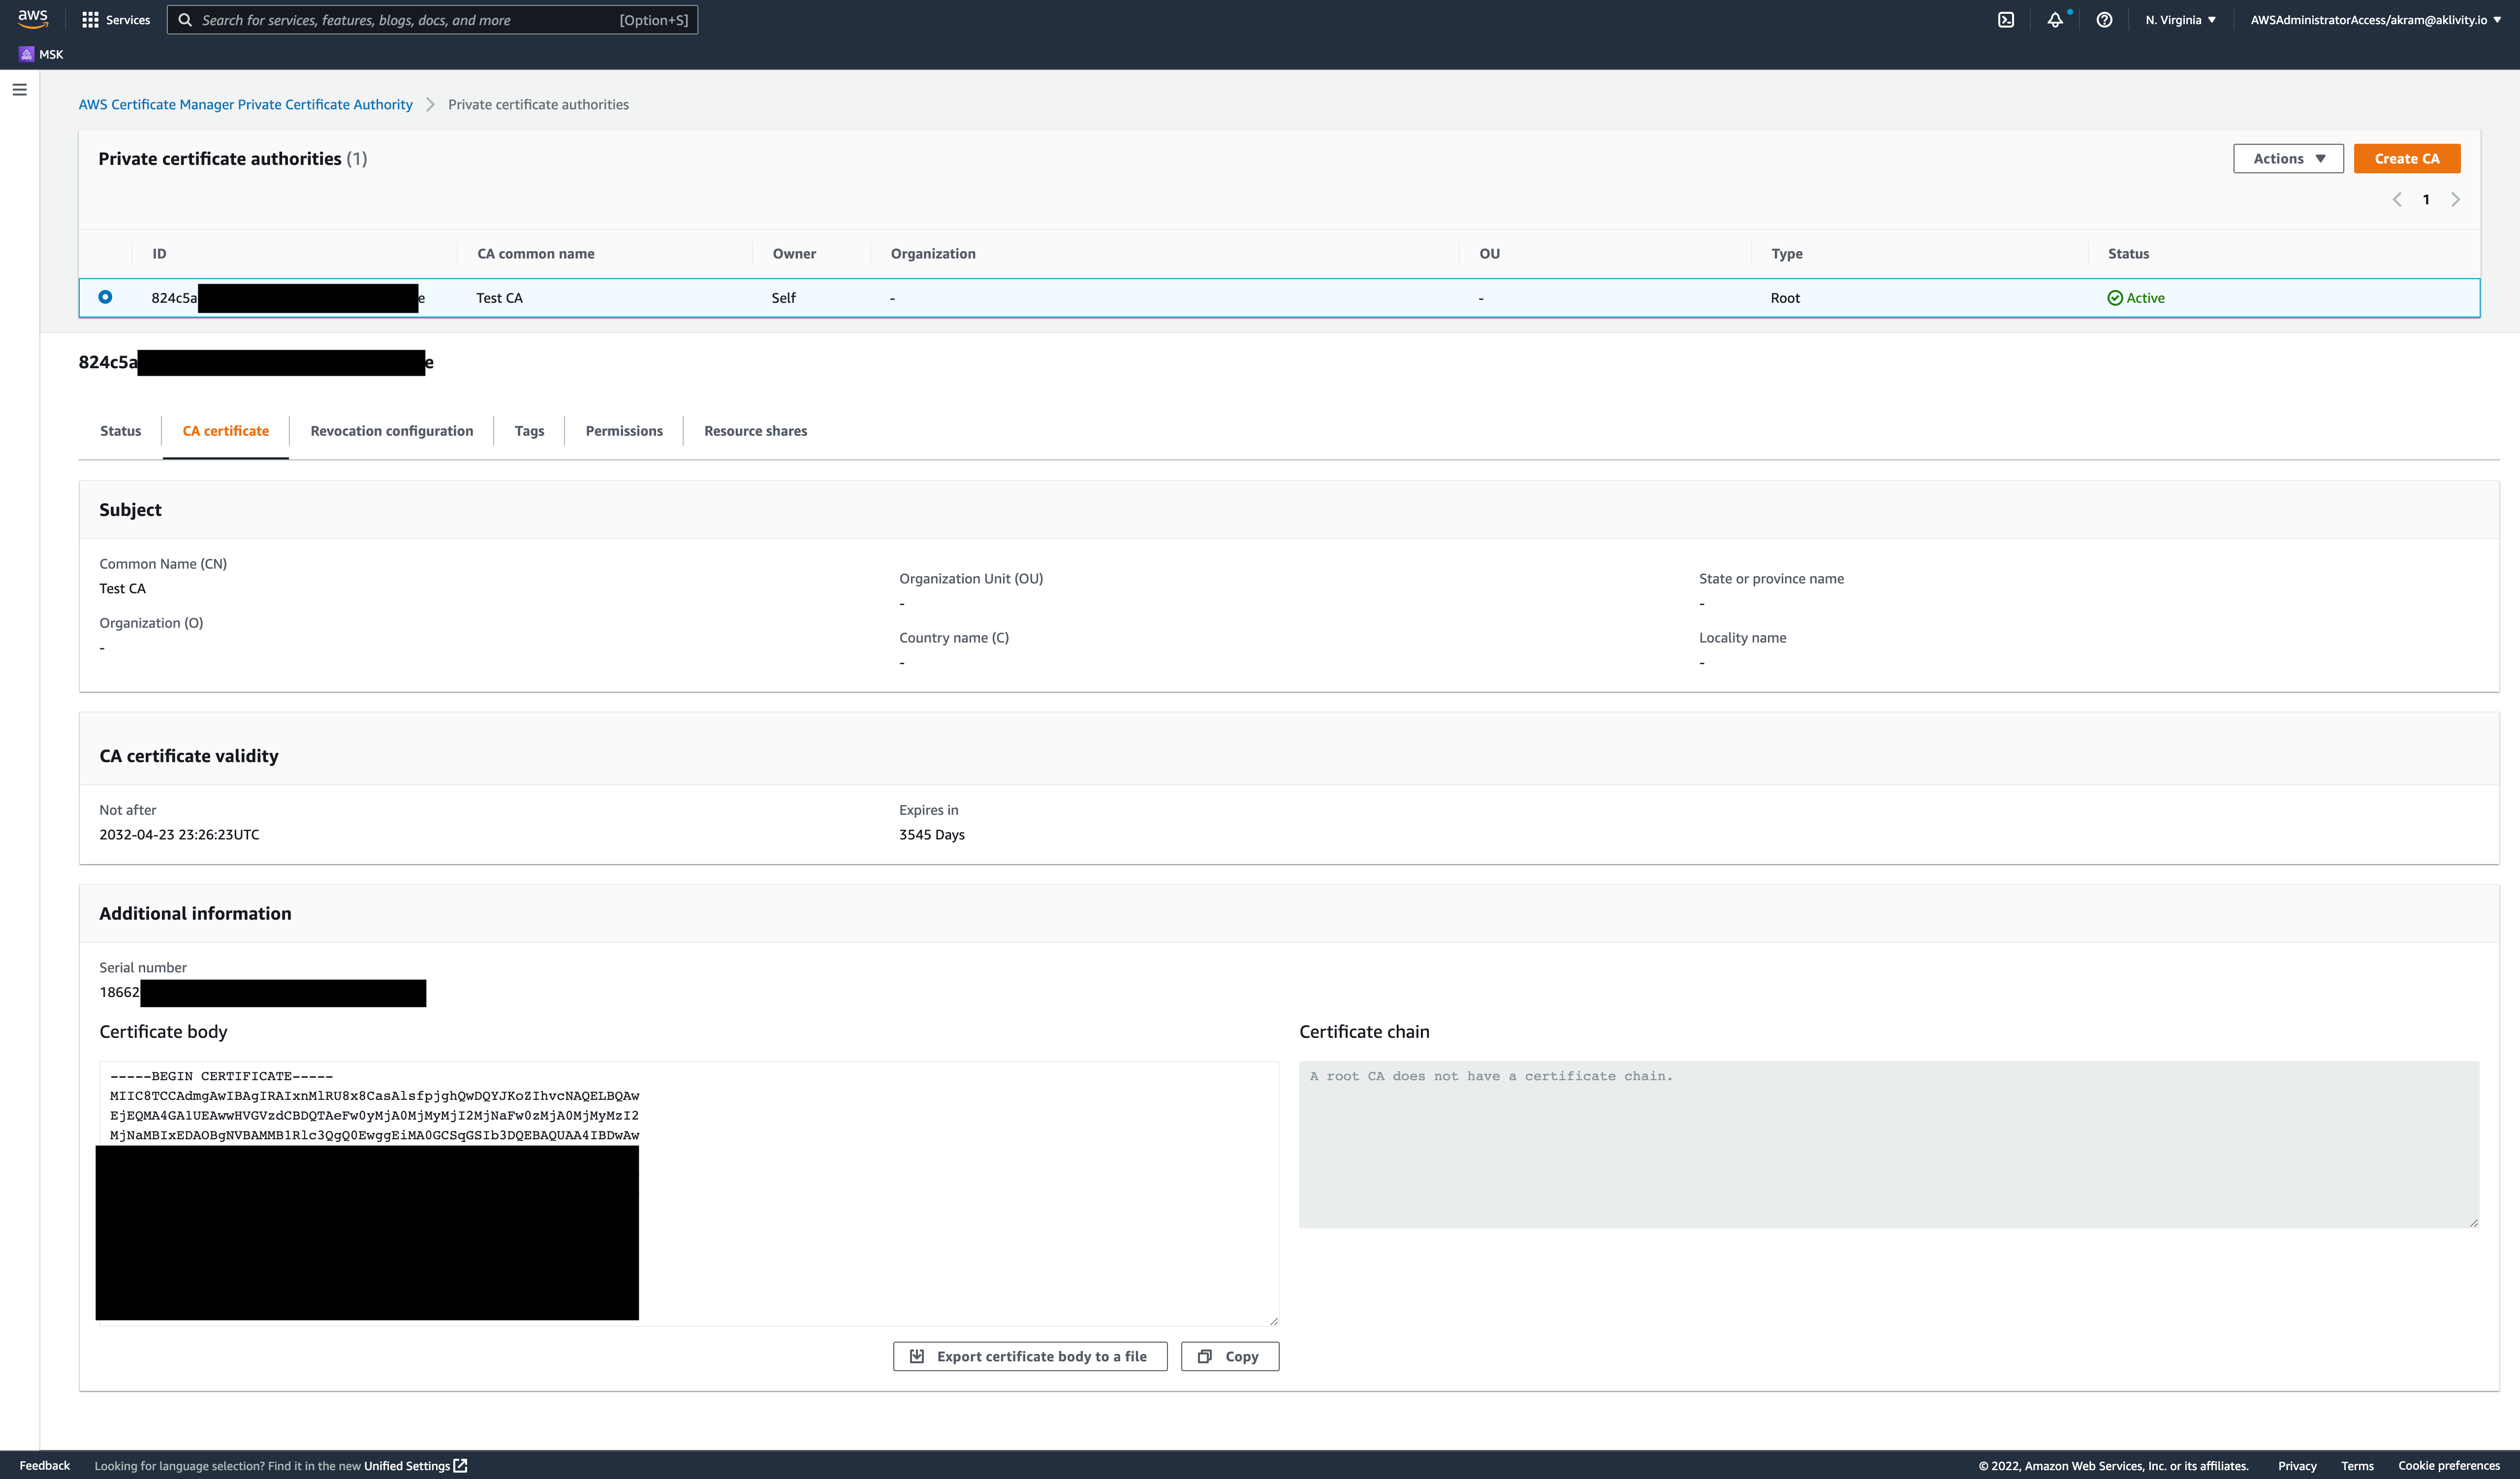 aws
Services
Search for services, features, blogs, docs, and more [Option+S]
N. Virginia
AWSAdministratorAccess/akram@aklivity.io
MSK
AWS Certificate Manager Private Certificate Authority > Private certificate authorities
Private certificate authorities (1)
Actions
Create CA
1
ID CA common name Owner Organization OU Type Status
824c5a e Test CA Self - - Root Active
824c5a e
Status CA certificate Revocation configuration Tags Permissions Resource shares
Subject
Common Name (CN)
Test CA
Organization (O)
-
Organization Unit (OU)
-
Country name (C)
-
State or province name
-
Locality name
-
CA certificate validity
Not after
2032-04-23 23:26:23UTC
Expires in
3545 Days
Additional information
Serial number
18662
Certificate body
-----BEGIN CERTIFICATE-----
MIIC8TCCAdmgAwIBAgIRAIxnMlRU8x8CasAlsfpjghQwDQYJKoZIhvcNAQELBQAw
EjEQMA4GA1UEAwwHVGVzdCBDQTAeFw0yMjA0MjMyMjI2MjNaFw0zMjA0MjMyMzI2
MjNaMBIxEDAOBgNVBAMMB1Rlc3QgQ0EwggEiMA0GCSqGSIb3DQEBAQUAA4IBDwAw
Export certificate body to a file
Copy
Certificate chain
A root CA does not have a certificate chain.
Feedback
Looking for language selection? Find it in the new Unified Settings
© 2022, Amazon Web Services, Inc. or its affiliates.
Privacy
Terms
Cookie preferences